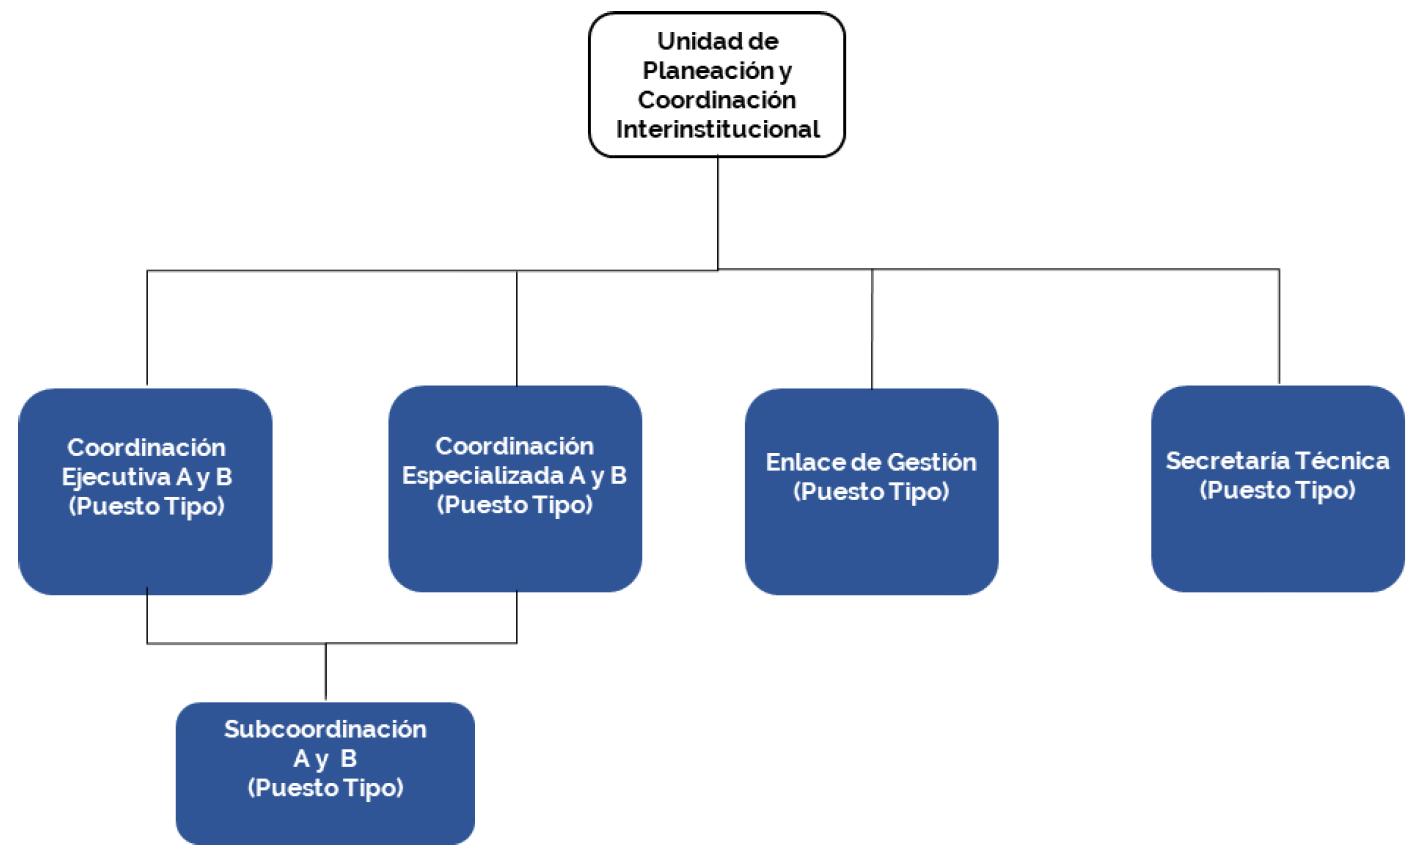 Unidad de
Planeación y
Coordinación
Interinstitucional
Coordinación
Ejecutiva A y B
(Puesto Tipo)
Coordinación
Especializada A y B
(Puesto Tipo)
Enlace de Gestión
(Puesto Tipo)
Secretaría Técnica
(Puesto Tipo)
Subcoordinación
A y B
(Puesto Tipo)